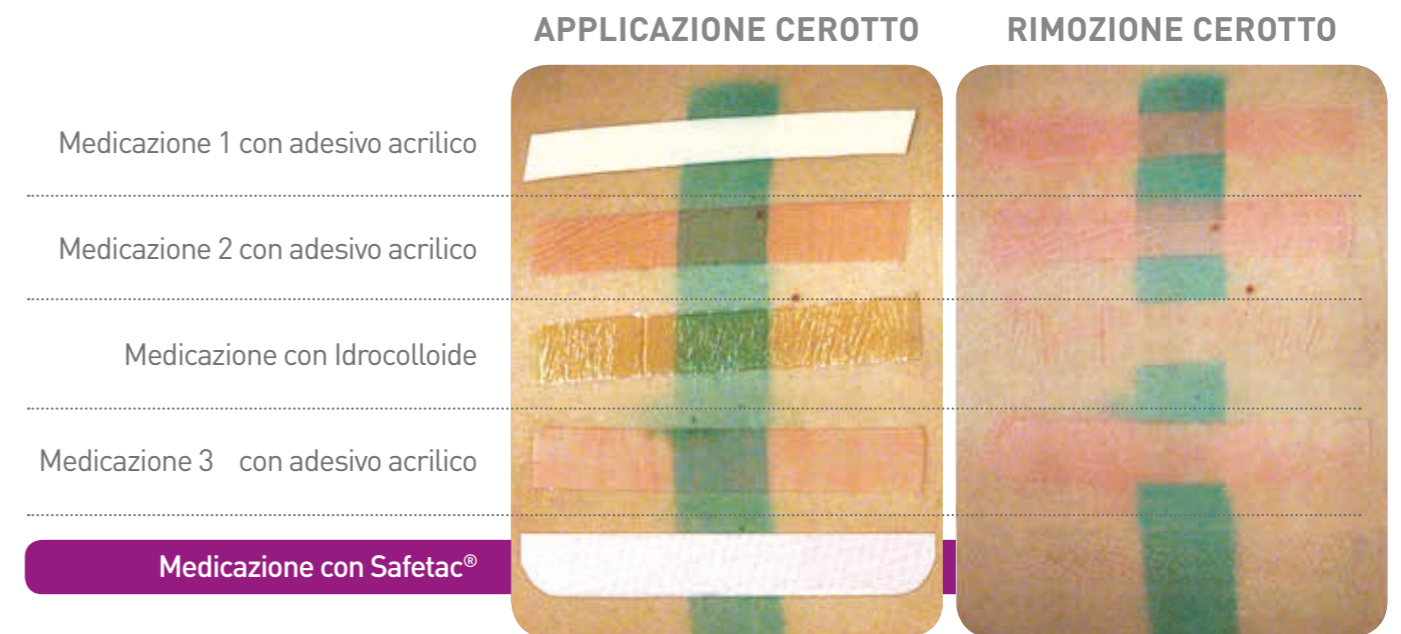 APPLICAZIONE CEROTTO
RIMOZIONE CEROTTO
Medicazione 1 con adesivo acrilico
Medicazione 2 con adesivo acrilico
Medicazione con Idrocolloide
Medicazione 3 con adesivo acrilico
Medicazione con Safetac®